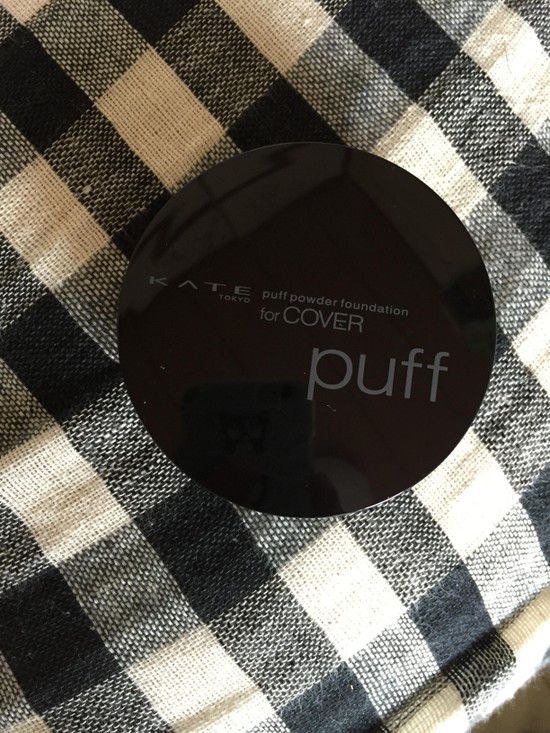 KATE
TOKYO
puff powder foundation
for COVER
puff